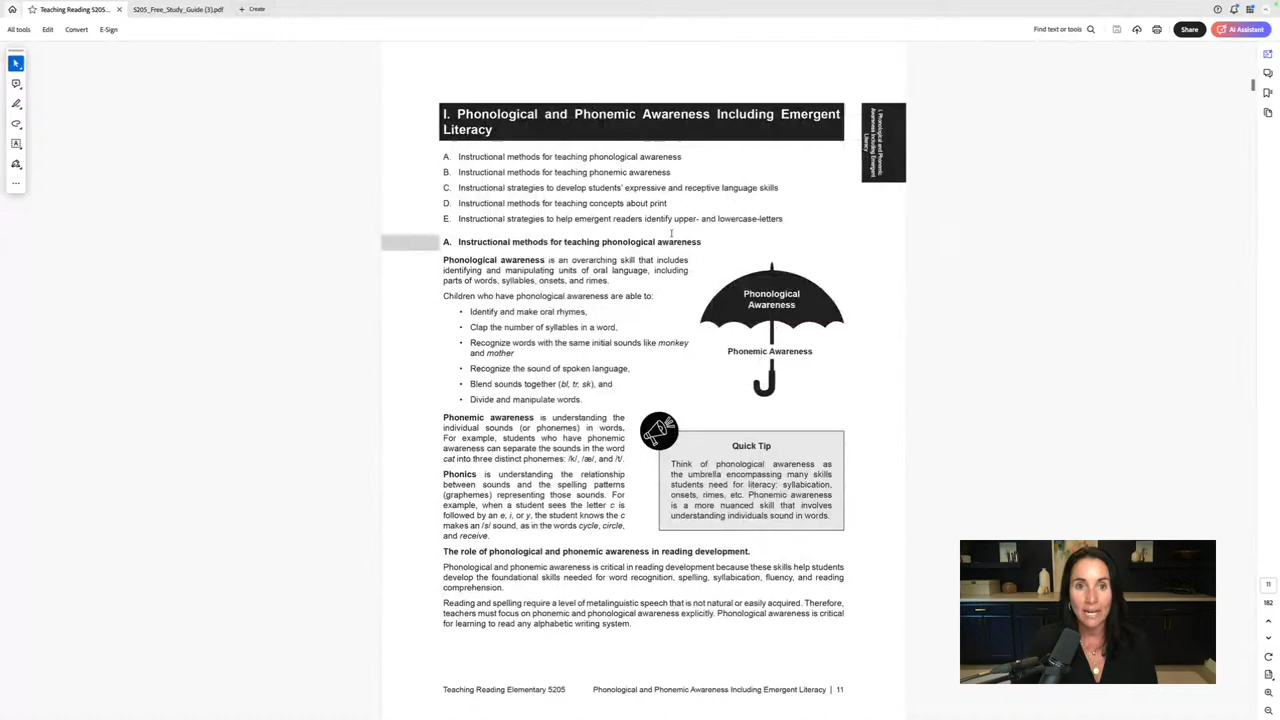 Teaching Reading 5205...
5205_Free_Study_Guide (3).pdf
Create
All tools
Edit
Convert
E-Sign
Find text or tools
Share
AI Assistant
I. Phonological and Phonemic Awareness Including Emergent
Literacy
I. Phonological and Phonemic
Awareness Including Emergent
Literacy
A. Instructional methods for teaching phonological awareness
B. Instructional methods for teaching phonemic awareness
C. Instructional strategies to develop students' expressive and receptive language skills
D. Instructional methods for teaching concepts about print
E. Instructional strategies to help emergent readers identify upper- and lowercase-letters
A. Instructional methods for teaching phonological awareness
Phonological awareness is an overarching skill that includes
identifying and manipulating units of oral language, including
parts of words, syllables, onsets, and rimes.
Children who have phonological awareness are able to:
• Identify and make oral rhymes,
• Clap the number of syllables in a word,
• Recognize words with the same initial sounds like monkey
and mother
• Recognize the sound of spoken language,
• Blend sounds together (bl, tr, sk), and
• Divide and manipulate words.
Phonological
Awareness
Phonemic Awareness
Phonemic awareness is understanding the
individual sounds (or phonemes) in words.
For example, students who have phonemic
awareness can separate the sounds in the word
cat into three distinct phonemes: /k/, /æ/, and /t/.
Phonics is understanding the relationship
between sounds and the spelling patterns
(graphemes) representing those sounds. For
example, when a student sees the letter c is
followed by an e, i, or y, the student knows the c
makes an /s/ sound, as in the words cycle, circle,
and receive.
Quick Tip
Think of phonological awareness as
the umbrella encompassing many skills
students need for literacy: syllabication,
onsets, rimes, etc. Phonemic awareness
is a more nuanced skill that involves
understanding individuals sound in words.
The role of phonological and phonemic awareness in reading development.
Phonological and phonemic awareness is critical in reading development because these skills help students
develop the foundational skills needed for word recognition, spelling, syllabication, fluency, and reading
comprehension.
Reading and spelling require a level of metalinguistic speech that is not natural or easily acquired. Therefore,
teachers must focus on phonemic and phonological awareness explicitly. Phonological awareness is critical
for learning to read any alphabetic writing system.
Teaching Reading Elementary 5205
Phonological and Phonemic Awareness Including Emergent Literacy | 11
11
182